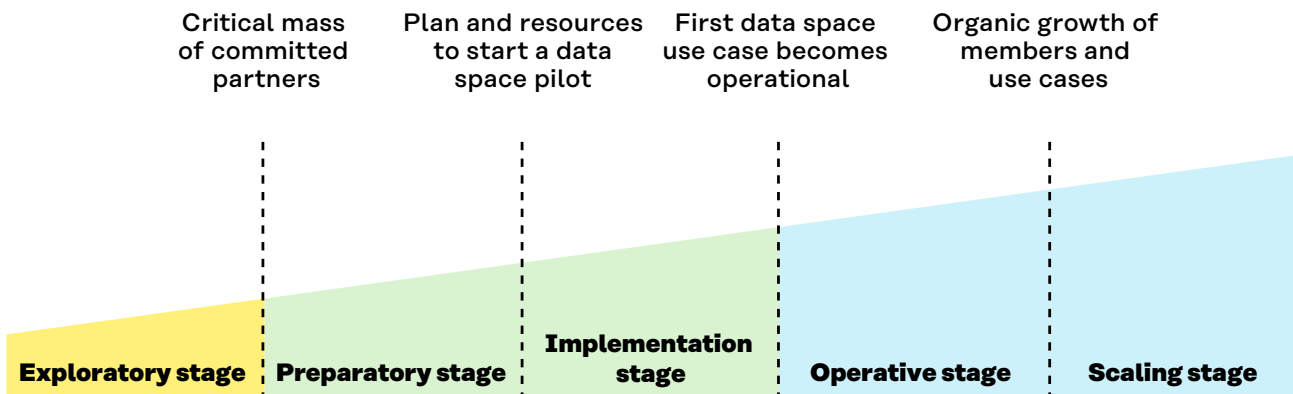 Critical mass
of committed
partners
Plan and resources
to start a data
space pilot
First data space
use case becomes
operational
Organic growth of
members and
use cases
Exploratory stage
Preparatory stage
Implementation
stage
Operative stage
Scaling stage